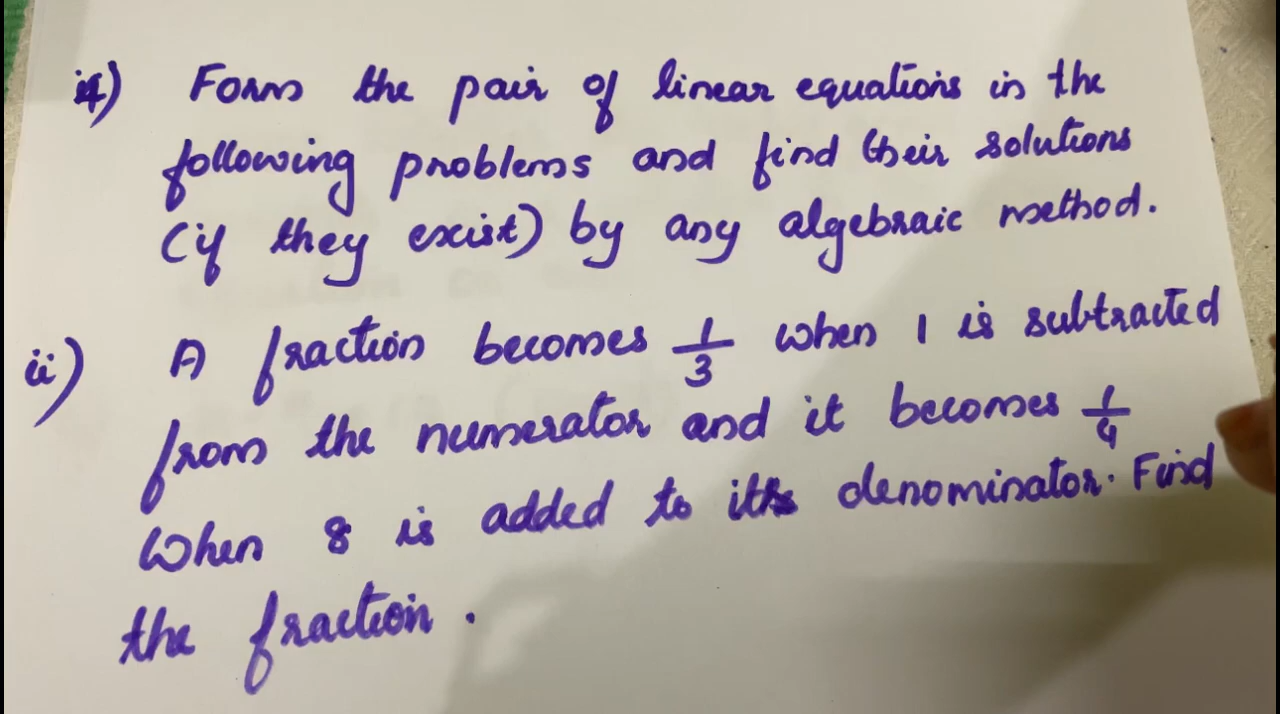 4) Form the pair of linear equations in the
following problems and find their solutions
(if they exist) by any algebraic method.
ii) A fraction becomes 1/3 when 1 is subtracted
from the numerator and it becomes 1/4
when 8 is added to its denominator. Find
the fraction.